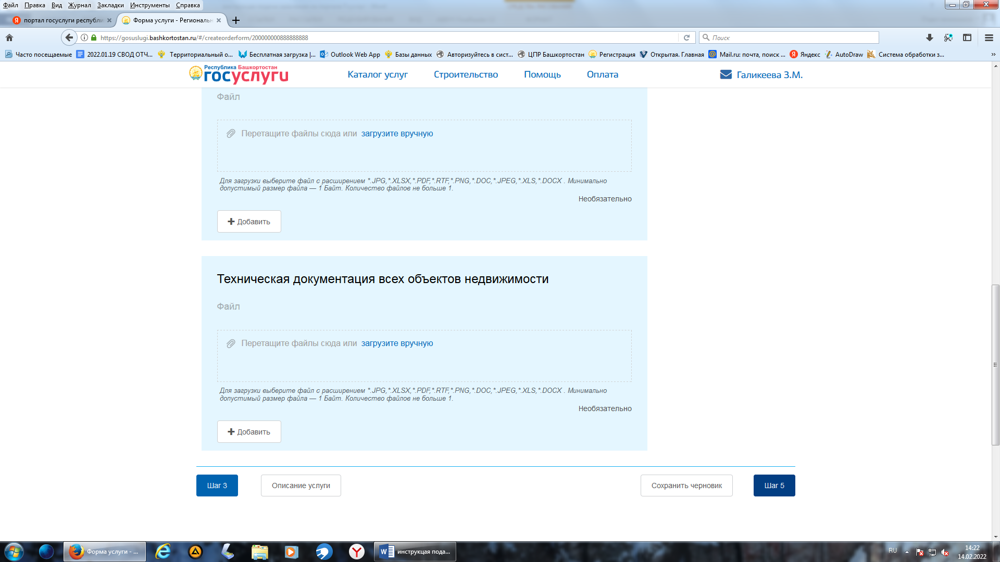 Файл Правка Вид Журнал Закладки Инструменты Справка
портал госуслуги республи
Форма услуги - Региональн
https://gosuslugi.bashkortostan.ru/#/createorderform/200000000888888888
Поиск
Часто посещаемые
2022.01.19 СВОД ОТЧ...
Территориальный о...
Бесплатная загрузка |...
Outlook Web App
Базы данных
Авторизуйтесь в сист...
ЦПР Башкортостан
Регистрация
Открытая. Главная
Mail.ru: почта, поиск ...
Яндекс
AutoDraw
Система обработки з...
Республика Башкортостан
госуслуги
Каталог услуг
Строительство
Помощь
Оплата
Галикеева З.М.
Файл
Перетащите файлы сюда или загрузите вручную
Для загрузки выберите файл с расширением *.JPG,*.XLSX,*.PDF,*.RTF,*.PNG,*.DOC,*.JPEG,*.XLS,*.DOCX . Минимально
допустимый размер файла — 1 Байт. Количество файлов не больше 1.
Необязательно
Добавить
Техническая документация всех объектов недвижимости
Файл
Перетащите файлы сюда или загрузите вручную
Для загрузки выберите файл с расширением *.JPG,*.XLSX,*.PDF,*.RTF,*.PNG,*.DOC,*.JPEG,*.XLS,*.DOCX . Минимально
допустимый размер файла — 1 Байт. Количество файлов не больше 1.
Необязательно
Добавить
Шаг 3
Описание услуги
Сохранить черновик
Шаг 5
Форма услуги - ...
инструкцая пода...
RU
14:22
14.02.2022